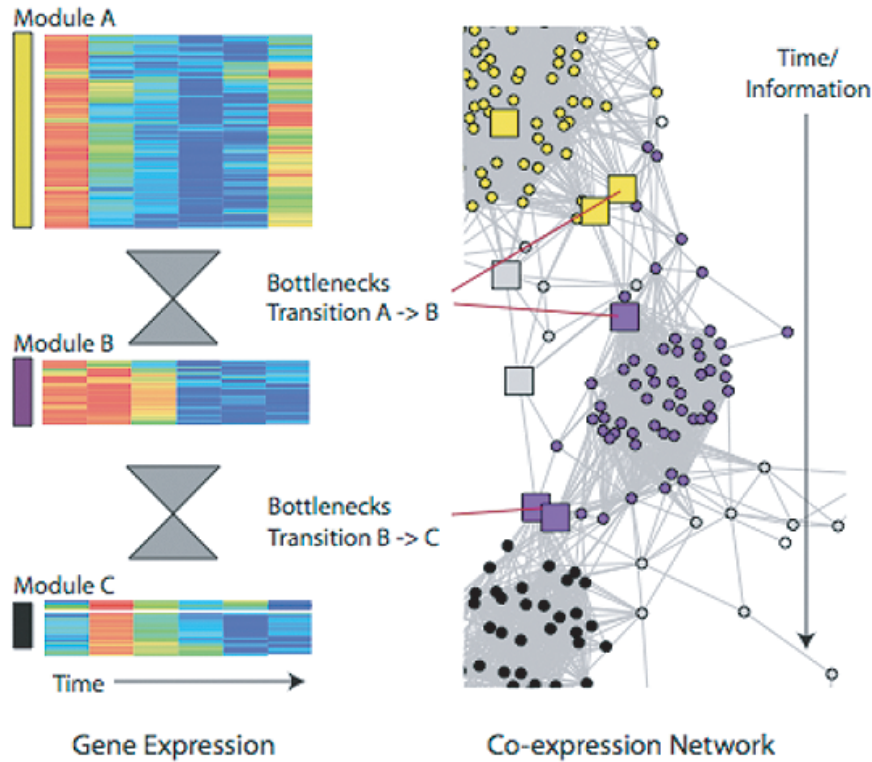 Module A
Time/
Information
Bottlenecks
Transition A -> B
Module B
Bottlenecks
Transition B -> C
Module C
Time
Gene Expression
Co-expression Network